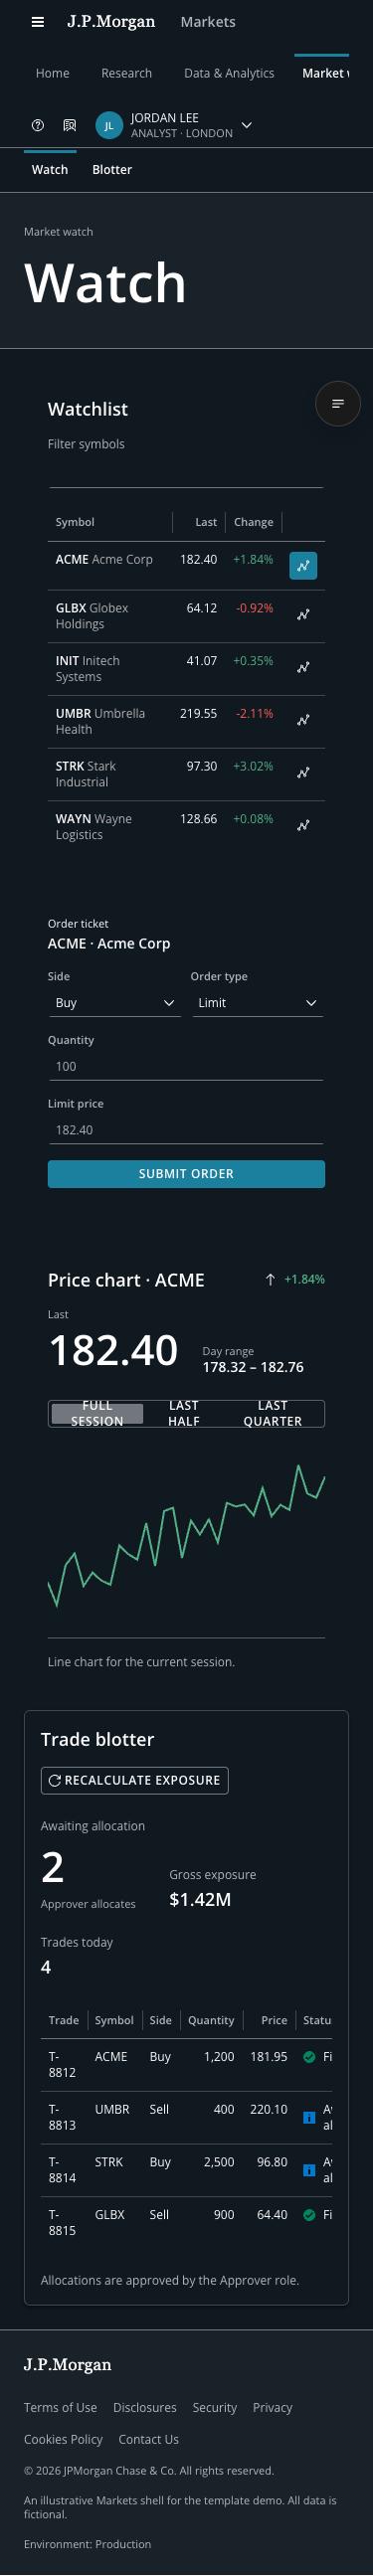 J.P.Morgan Markets
Home Research Data & Analytics Market
JL JORDAN LEE
ANALYST · LONDON
Watch Blotter
Market watch
Watch
Watchlist
Filter symbols
Symbol Last Change
ACME Acme Corp 182.40 +1.84%
GLBX Globex 64.12 -0.92%
Holdings
INIT Initech 41.07 +0.35%
Systems
UMBR Umbrella 219.55 -2.11%
Health
STRK Stark 97.30 +3.02%
Industrial
WAYN Wayne 128.66 +0.08%
Logistics
Order ticket
ACME · Acme Corp
Side Order type
Buy Limit
Quantity
100
Limit price
182.40
SUBMIT ORDER
Price chart · ACME +1.84%
Last
182.40
Day range
178.32 – 182.76
FULL LAST LAST
SESSION HALF QUARTER
Line chart for the current session.
Trade blotter
RECALCULATE EXPOSURE
Awaiting allocation
2
Approver allocates
Gross exposure
$1.42M
Trades today
4
Trade Symbol Side Quantity Price Statu
T- ACME Buy 1,200 181.95 Fi
8812
T- UMBR Sell 400 220.10
8813 al
T- STRK Buy 2,500 96.80
8814 al
T- GLBX Sell 900 64.40 Fi
8815
Allocations are approved by the Approver role.
J.P.Morgan
Terms of Use Disclosures Security Privacy
Cookies Policy Contact Us
© 2026 JPMorgan Chase & Co. All rights reserved.
An illustrative Markets shell for the template demo. All data is
fictional.
Environment: Production